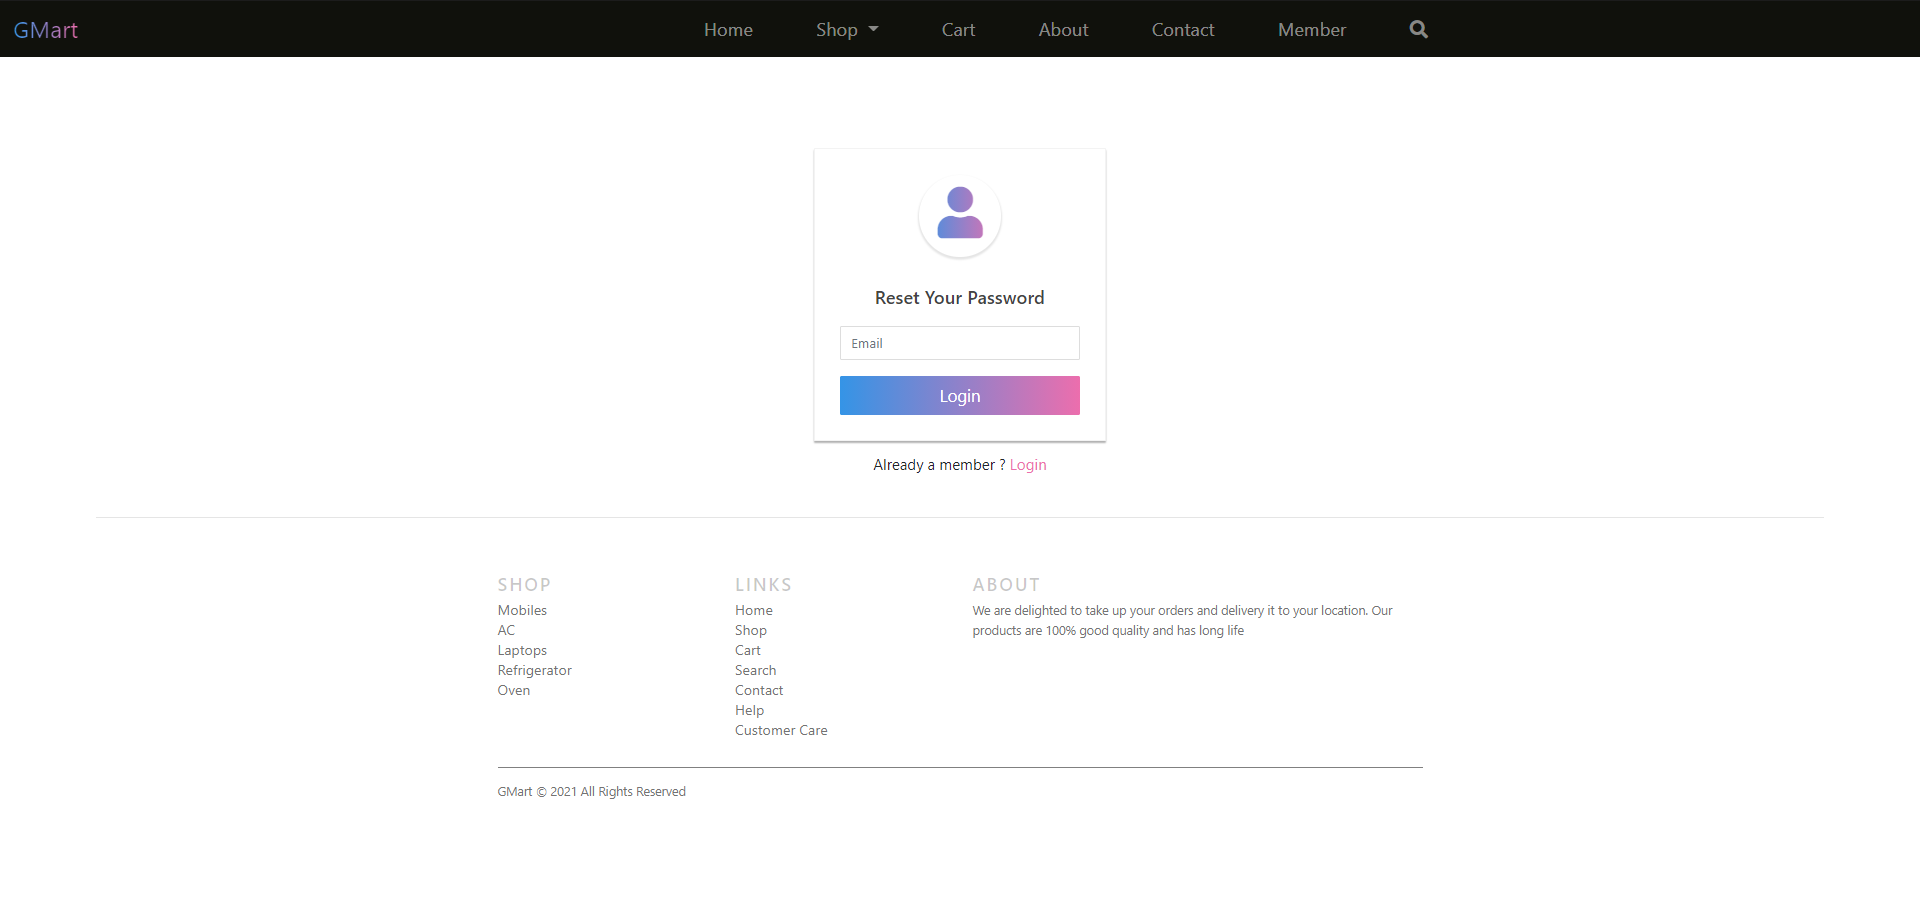 GMart
Home
Shop
Cart
About
Contact
Member
Reset Your Password
Email
Login
Already a member ? Login
SHOP
Mobiles
AC
Laptops
Refrigerator
Oven
LINKS
Home
Shop
Cart
Search
Contact
Help
Customer Care
ABOUT
We are delighted to take up your orders and delivery it to your location. Our
products are 100% good quality and has long life
GMart © 2021 All Rights Reserved